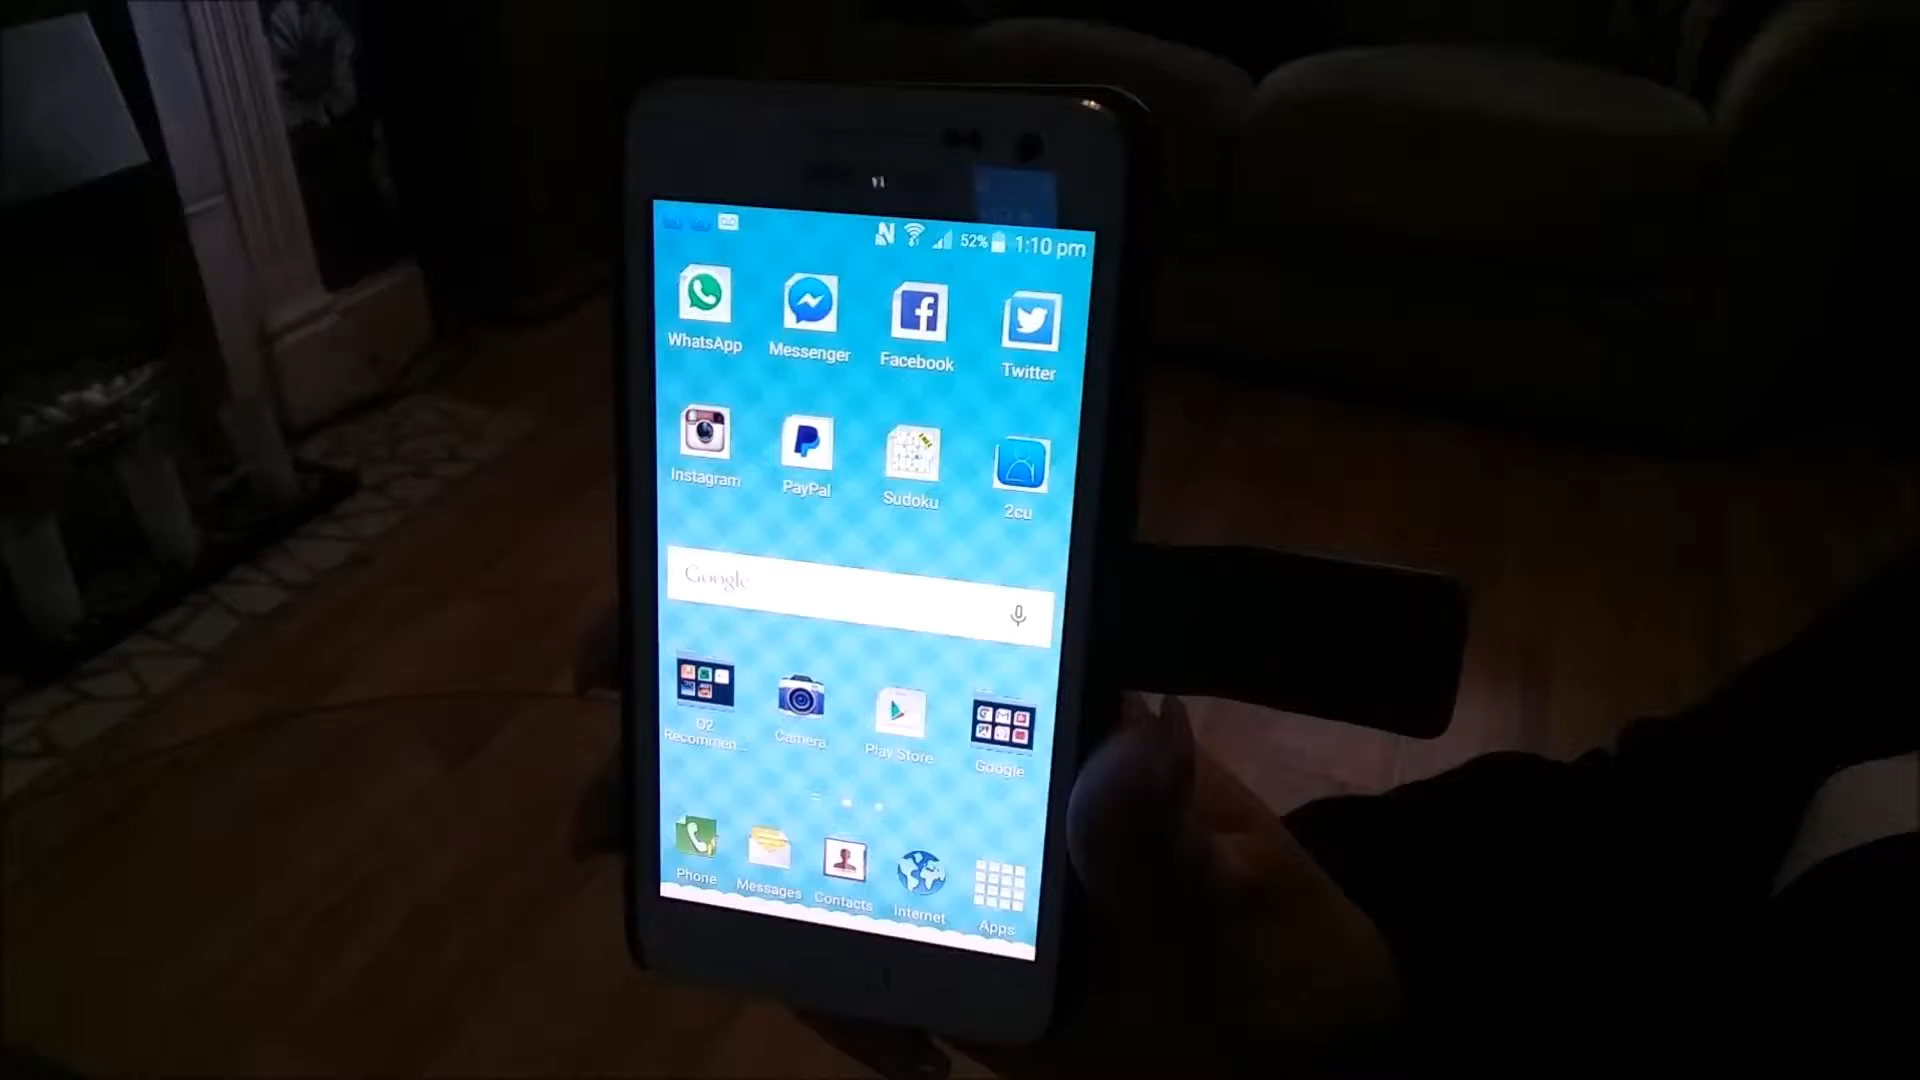 N 52% 1:10 pm
WhatsApp Messenger Facebook Twitter
Instagram PayPal Sudoku 2cu
Google
O2 Recommen... Camera Play Store Google
Phone Messages Contacts Internet Apps